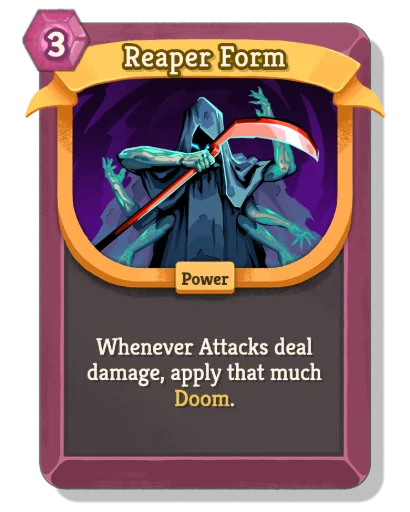 3
Reaper Form
Power
Whenever Attacks deal
damage, apply that much
Doom.